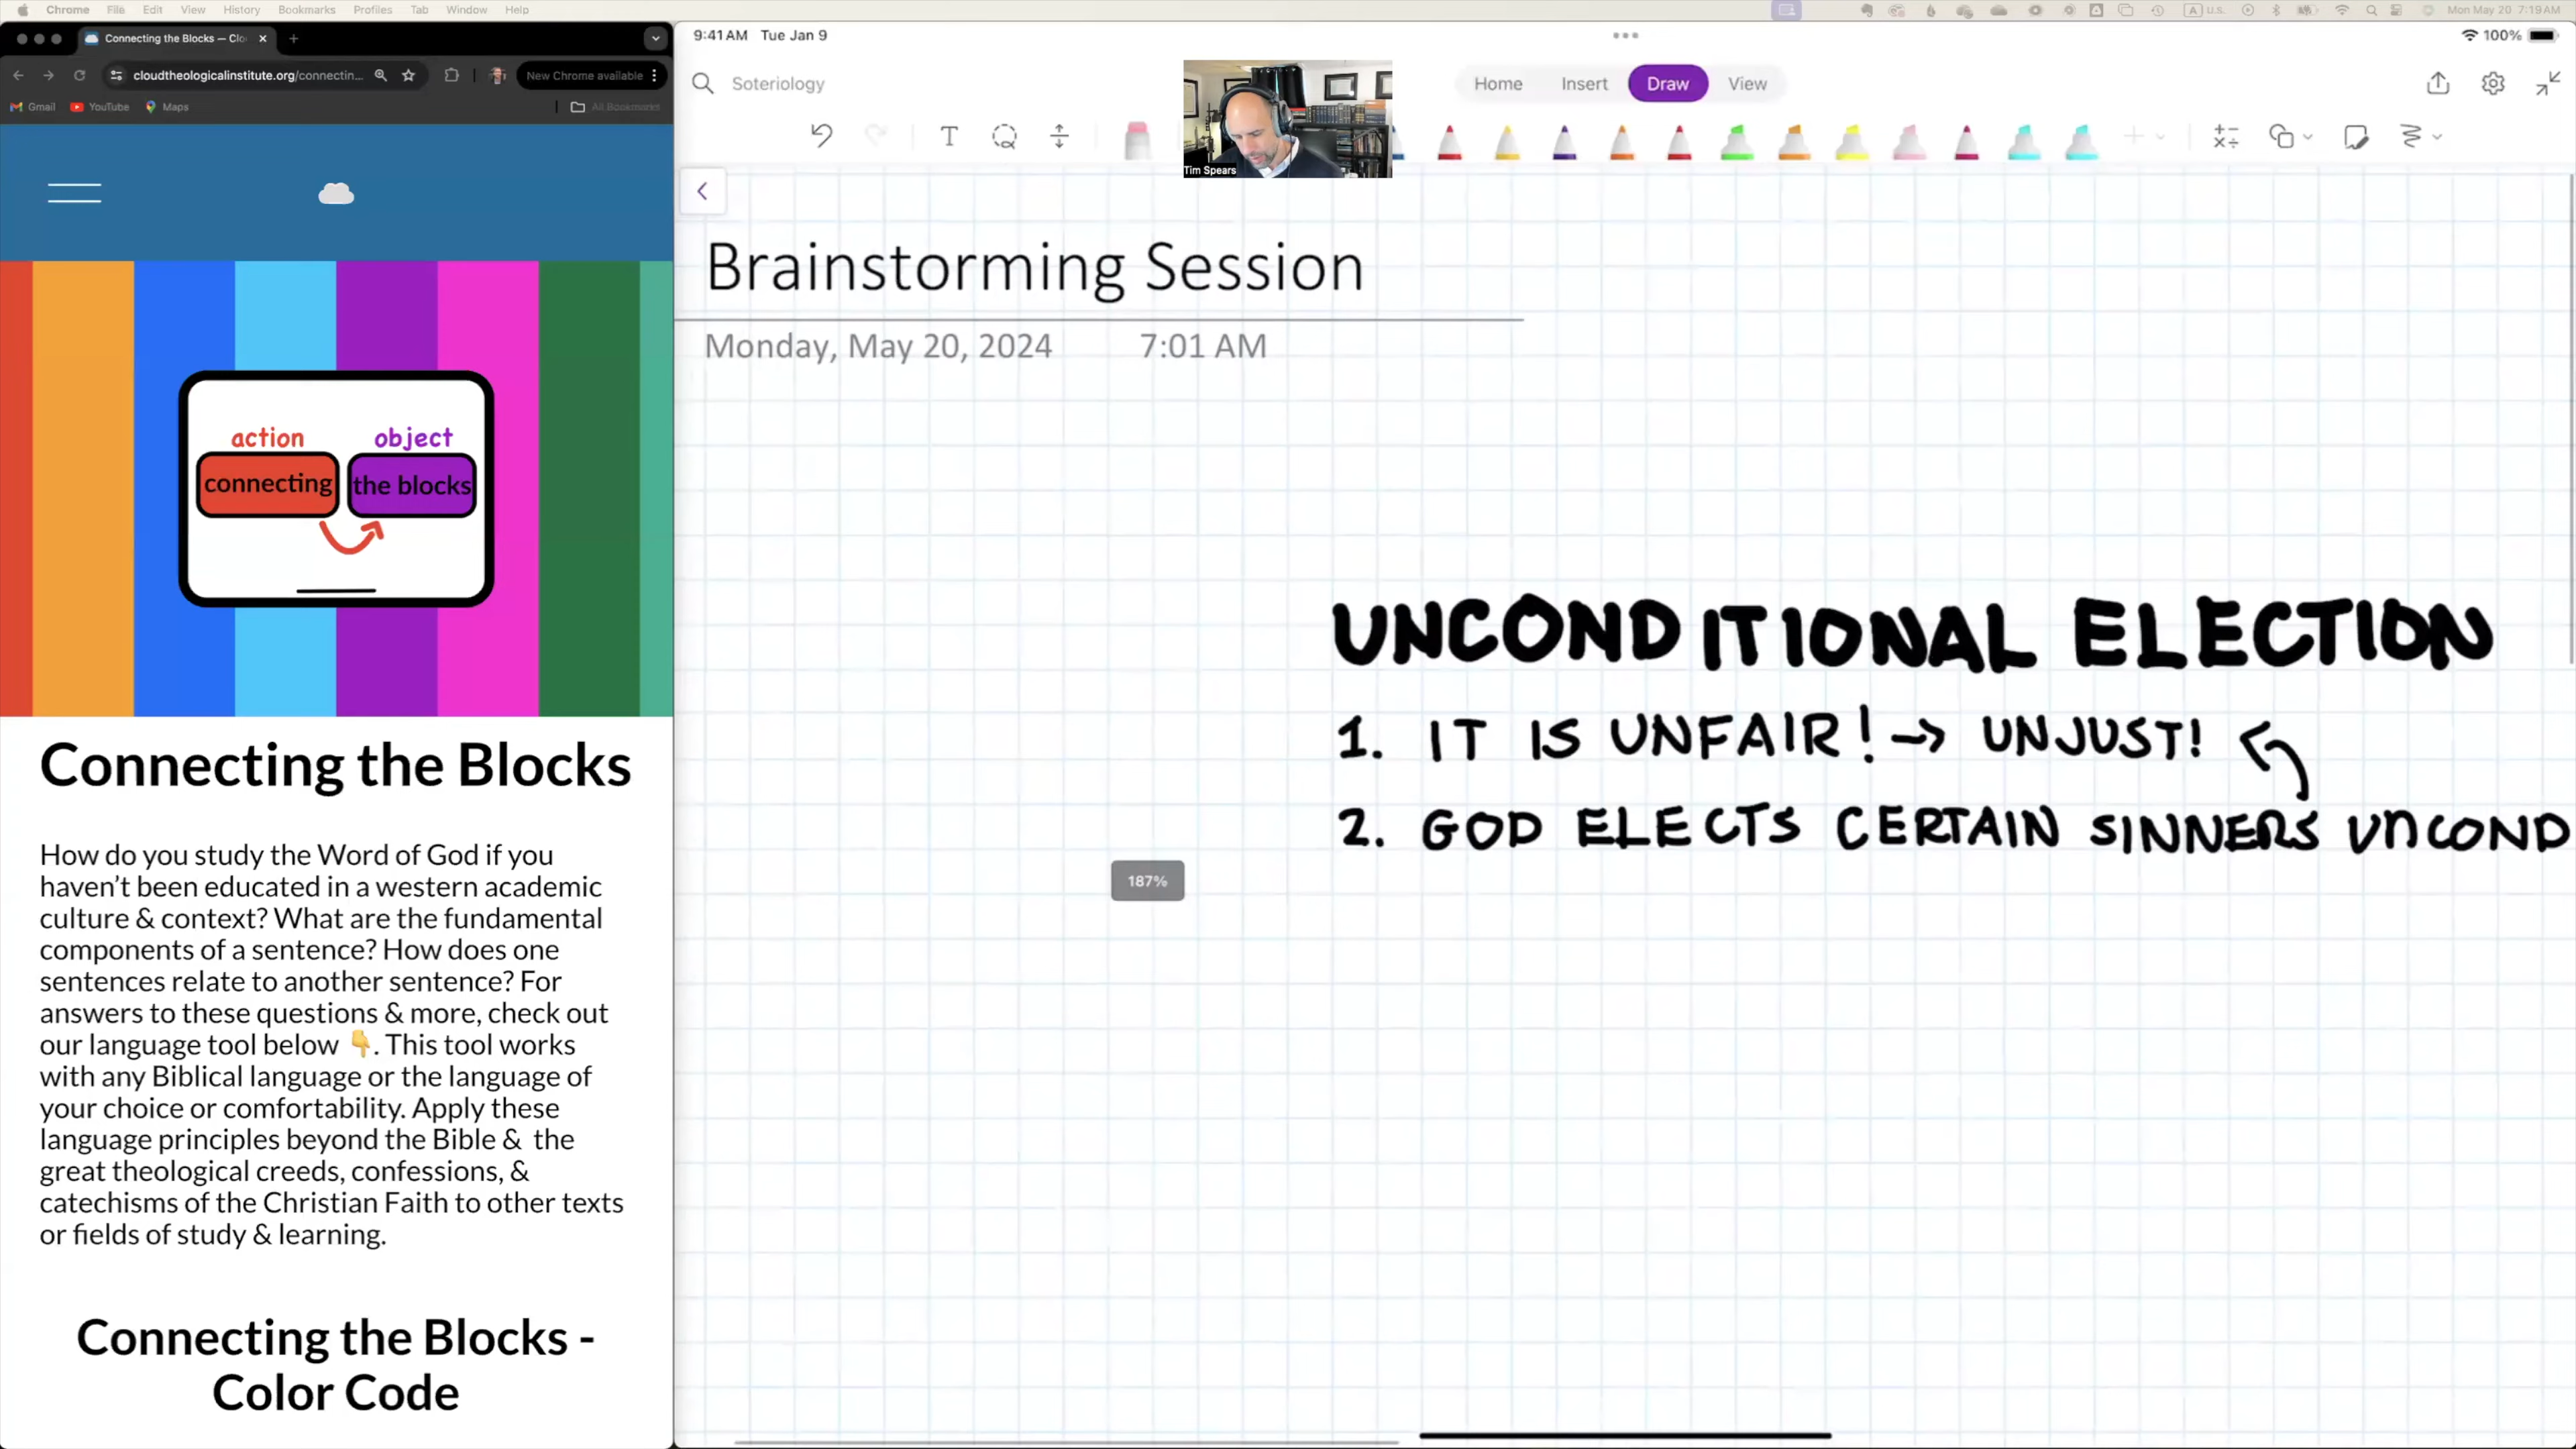 Chrome File Edit View History Bookmarks Profiles Tab Window Help
A U.S. Mon May 20 7:19 AM
Connecting the Blocks — Clo
cloudtheologicalinstitute.org/connectin...
New Chrome available
Gmail YouTube Maps
All Bookmarks
action object
connecting the blocks
Connecting the Blocks
How do you study the Word of God if you
haven't been educated in a western academic
culture & context? What are the fundamental
components of a sentence? How does one
sentences relate to another sentence? For
answers to these questions & more, check out
our language tool below 👇. This tool works
with any Biblical language or the language of
your choice or comfortability. Apply these
language principles beyond the Bible & the
great theological creeds, confessions, &
catechisms of the Christian Faith to other texts
or fields of study & learning.
Connecting the Blocks -
Color Code
9:41 AM Tue Jan 9
100%
Soteriology
Home Insert Draw View
T
Tim Spears
Brainstorming Session
Monday, May 20, 2024 7:01 AM
UNCONDITIONAL ELECTION
1. IT IS UNFAIR! → UNJUST!
2. GOD ELECTS CERTAIN SINNERS UNCOND
187%